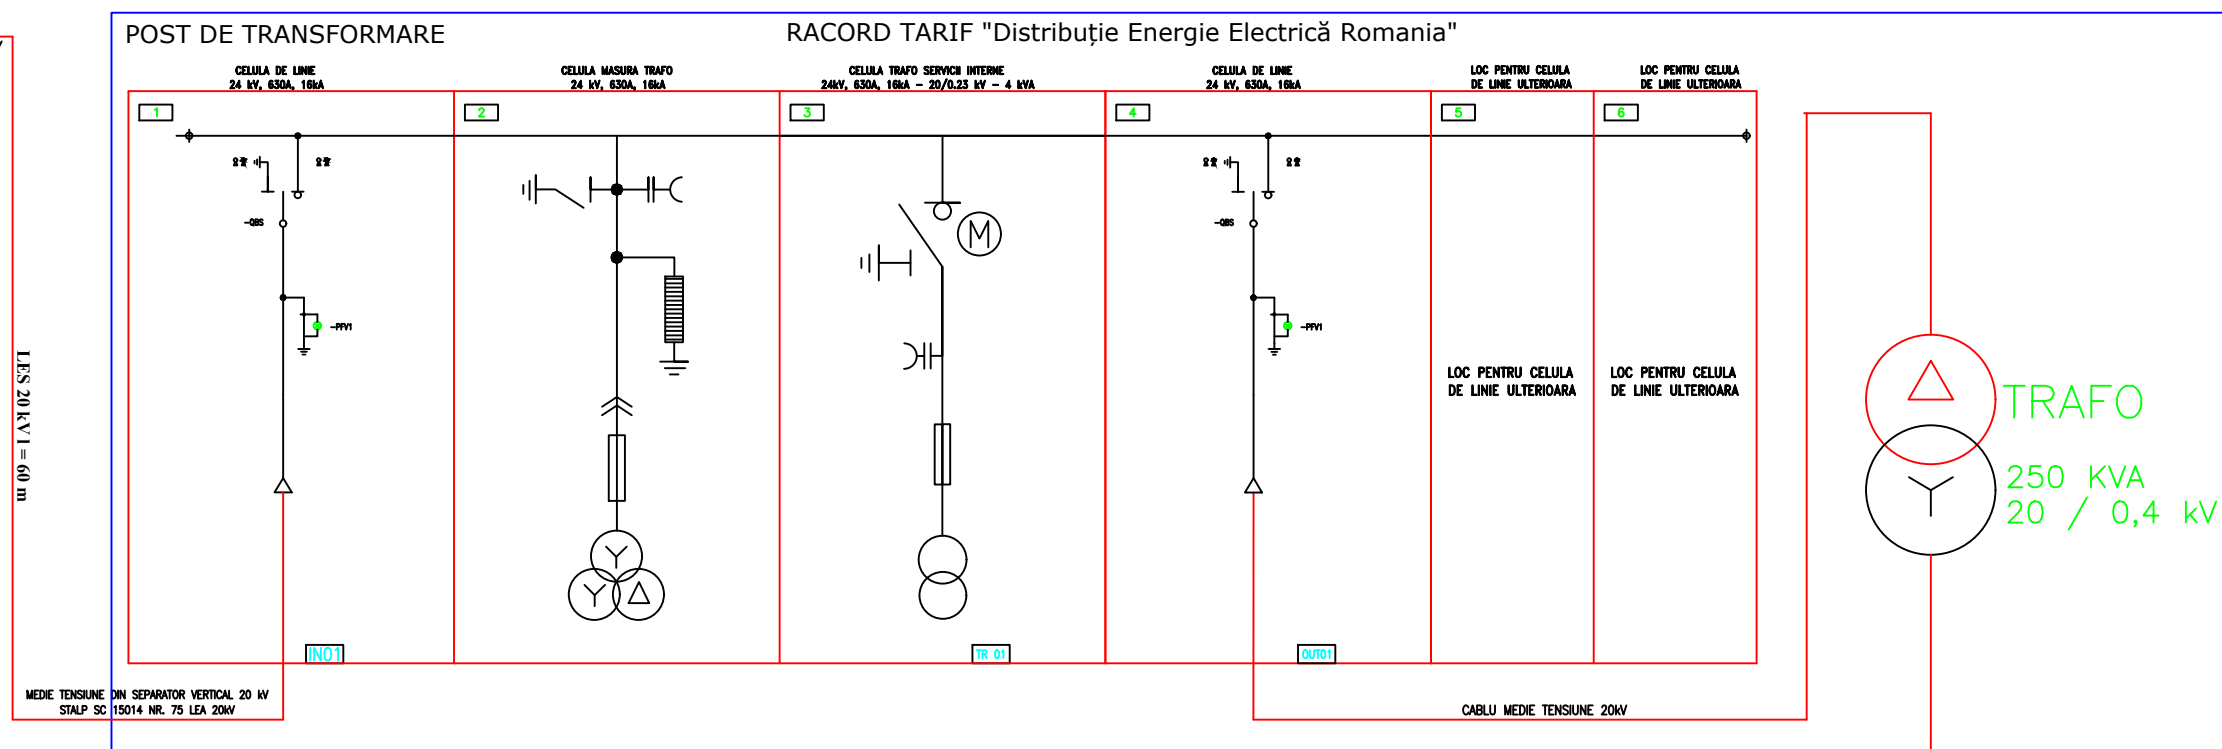 POST DE TRANSFORMARE
RACORD TARIF "Distribuție Energie Electrică Romania"
CELULA DE LINIE
24 kV, 630A, 16kA
CELULA MASURA TRAFO
24 kV, 630A, 16kA
CELULA TRAFO SERVICII INTERNE
24kV, 630A, 16kA – 20/0.23 kV – 4 kVA
CELULA DE LINIE
24 kV, 630A, 16kA
LOC PENTRU CELULA
DE LINIE ULTERIOARA
LOC PENTRU CELULA
DE LINIE ULTERIOARA
1
2
3
4
5
6
-QBS
-PFV1
M
-QBS
-PFV1
LOC PENTRU CELULA
DE LINIE ULTERIOARA
LOC PENTRU CELULA
DE LINIE ULTERIOARA
LES 20 kV l = 60 m
TRAFO
250 KVA
20 / 0,4 kV
IN01
TR 01
OUT01
MEDIE TENSIUNE DIN SEPARATOR VERTICAL 20 kV
STALP SC 15014 NR. 75 LEA 20kV
CABLU MEDIE TENSIUNE 20kV